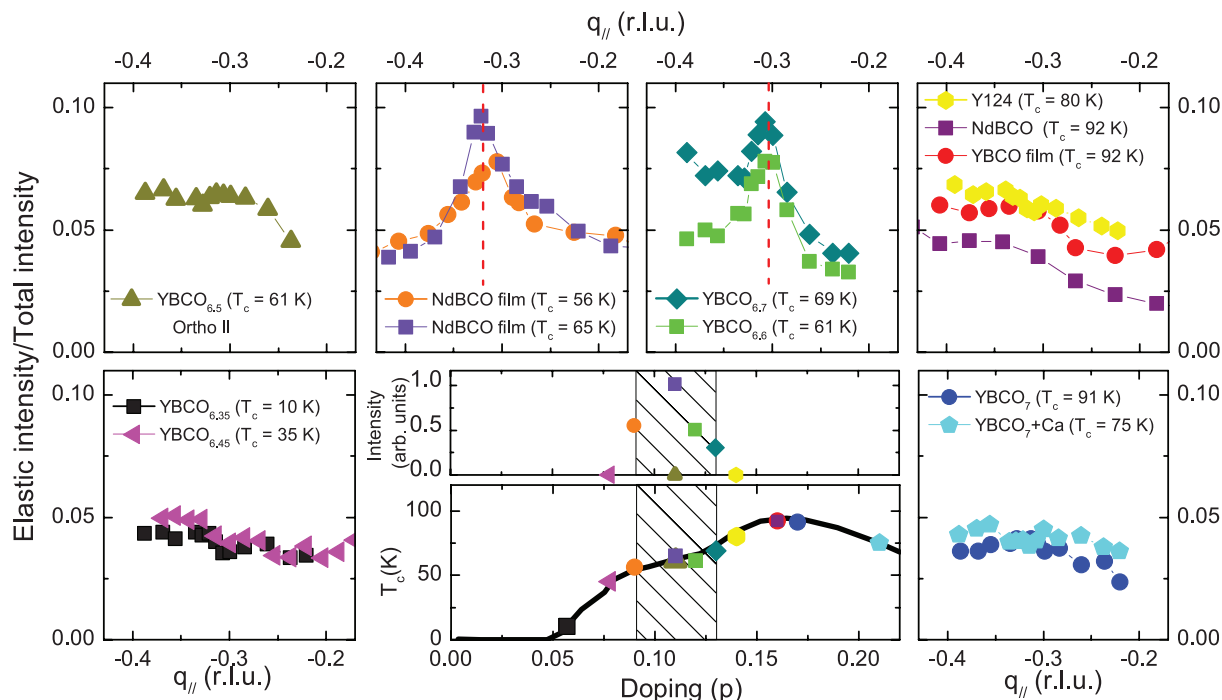 q// (r.l.u.)
-0.4 -0.3 -0.2 -0.4 -0.3 -0.4 -0.3 -0.4 -0.3 -0.2
Elastic intensity/Total intensity
0.10
0.05
0.00
YBCO6.5 (Tc = 61 K)
Ortho II
NdBCO film (Tc = 56 K)
NdBCO film (Tc = 65 K)
YBCO6.7 (Tc = 69 K)
YBCO6.6 (Tc = 61 K)
Y124 (Tc = 80 K)
NdBCO (Tc = 92 K)
YBCO film (Tc = 92 K)
0.10
0.05
0.00
0.10
0.05
0.00
YBCO6.35 (Tc = 10 K)
YBCO6.45 (Tc = 35 K)
-0.4 -0.3 -0.2
q// (r.l.u.)
Intensity
(arb. units)
1.0
0.5
0.0
Tc(K)
100
50
0
0.00 0.05 0.10 0.15 0.20
Doping (p)
YBCO7 (Tc = 91 K)
YBCO7+Ca (Tc = 75 K)
0.10
0.05
0.00
-0.4 -0.3 -0.2
q// (r.l.u.)